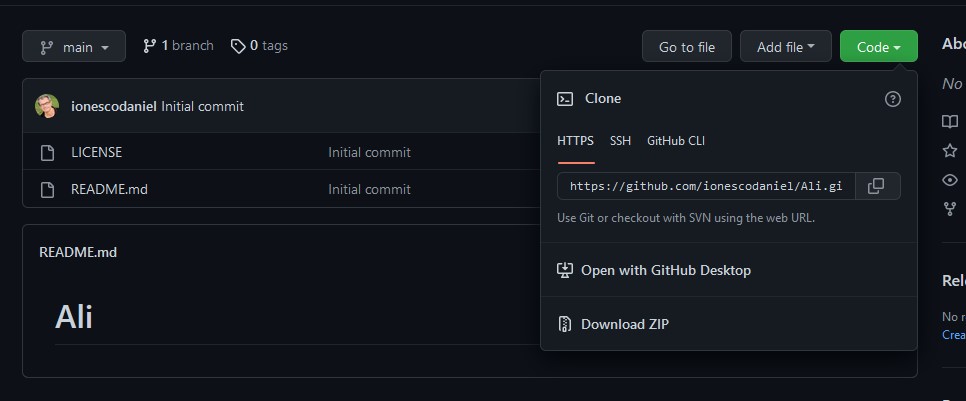 main
1 branch
0 tags
Go to file
Add file
Code
ionescodaniel Initial commit
LICENSE
Initial commit
README.md
Initial commit
README.md
Ali
Clone
HTTPS
SSH
GitHub CLI
https://github.com/ionescodaniel/Ali.gi
Use Git or checkout with SVN using the web URL.
Open with GitHub Desktop
Download ZIP
Abo
No
Rel
No r
Crea